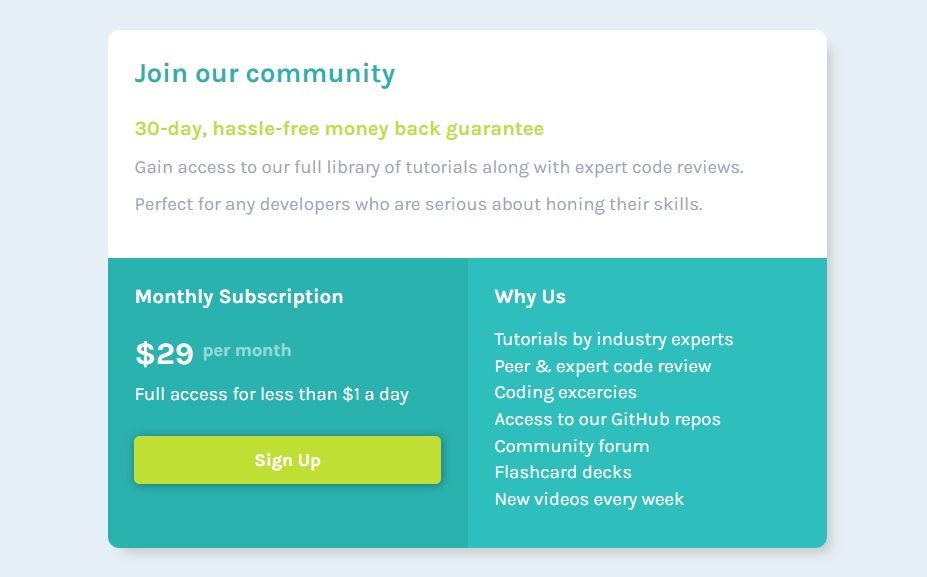 Join our community
30-day, hassle-free money back guarantee
Gain access to our full library of tutorials along with expert code reviews.
Perfect for any developers who are serious about honing their skills.
Monthly Subscription
$29 per month
Full access for less than $1 a day
Sign Up
Why Us
Tutorials by industry experts
Peer & expert code review
Coding excercies
Access to our GitHub repos
Community forum
Flashcard decks
New videos every week